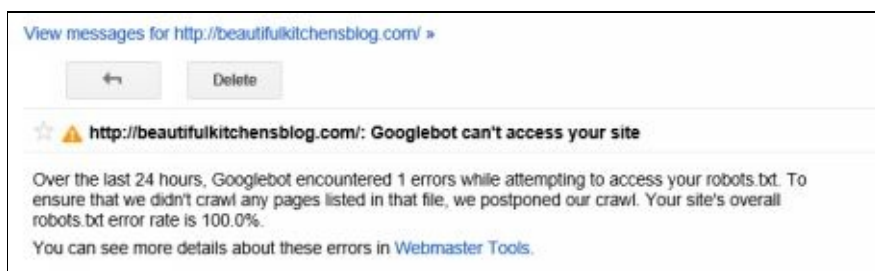 View messages for http://beautifulkitchensblog.com/ »
Delete
http://beautifulkitchensblog.com/: Googlebot can't access your site
Over the last 24 hours, Googlebot encountered 1 errors while attempting to access your robots.txt. To
ensure that we didn't crawl any pages listed in that file, we postponed our crawl. Your site's overall
robots.txt error rate is 100.0%.
You can see more details about these errors in Webmaster Tools.